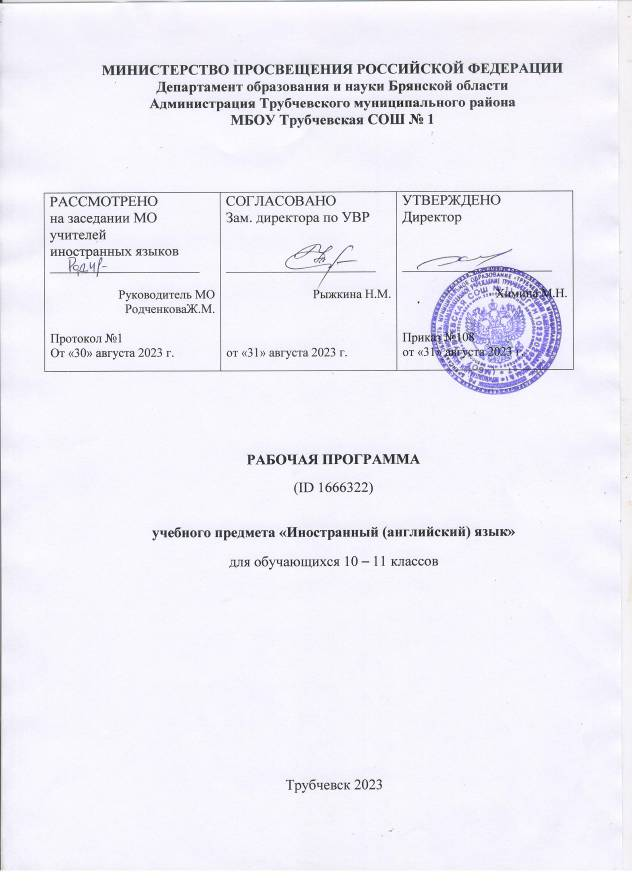 МИНИСТЕРСТВО ПРОСВЕЩЕНИЯ РОССИЙСКОЙ ФЕДЕРАЦИИ
Департамент образования и науки Брянской области
Администрация Трубчевского муниципального района
МБОУ Трубчевская СОШ № 1
РАССМОТРЕНО
на заседании МО
учителей
иностранных языков
Руководитель МО
РодченковаЖ.М.
Протокол №1
От «30» августа 2023 г.
СОГЛАСОВАНО
Зам. директора по УВР
Рыжкина Н.М.
от «31» августа 2023 г.
УТВЕРЖДЕНО
Директор
Химина М.Н.
Приказ №108
от «31» августа 2023 г.
РАБОЧАЯ ПРОГРАММА
(ID 1666322)
учебного предмета «Иностранный (английский) язык»
для обучающихся 10 – 11 классов
Трубчевск 2023